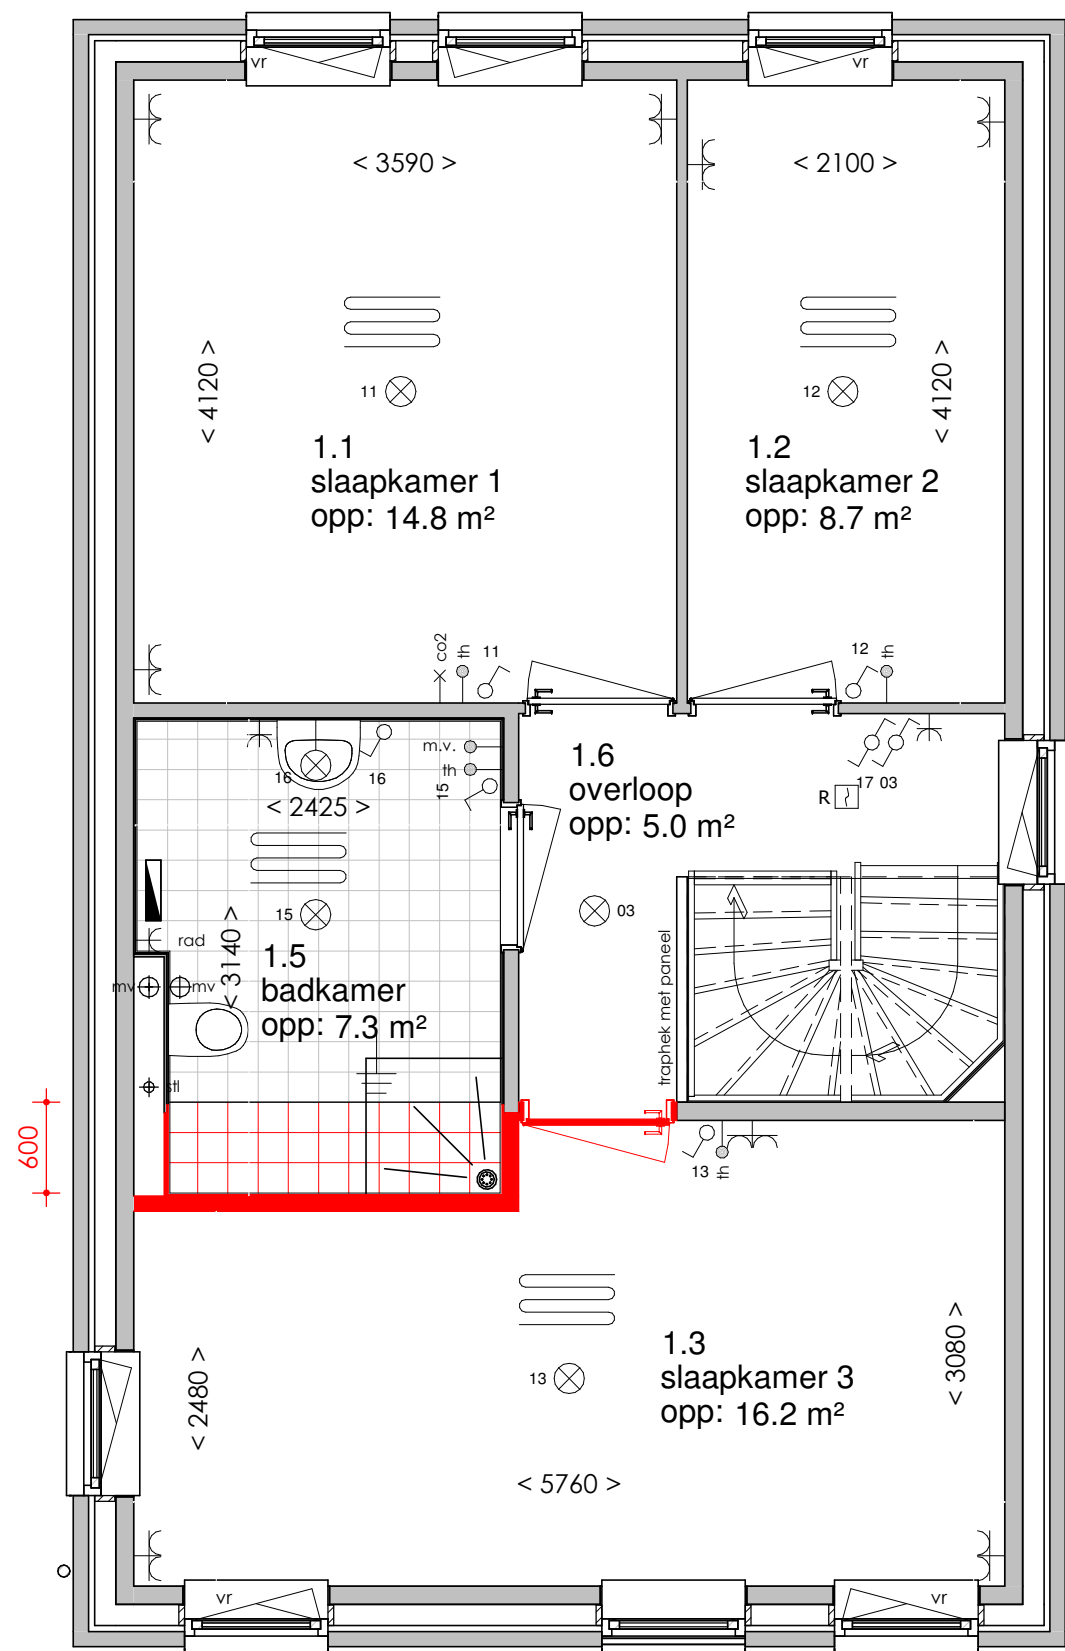 vr
vr
< 3590 >
< 2100 >
< 4120 >
< 4120 >
11
12
1.1
slaapkamer 1
opp: 14.8 m²
1.2
slaapkamer 2
opp: 8.7 m²
co2
th
11
12
th
m.v.
th
15
16
16
< 2425 >
1.6
overloop
opp: 5.0 m²
17 03
R
03
15
rad
< 3140 >
1.5
badkamer
opp: 7.3 m²
mv
mv
stl
traphek met paneel
600
13
th
13
1.3
slaapkamer 3
opp: 16.2 m²
< 2480 >
< 3080 >
< 5760 >
vr
vr